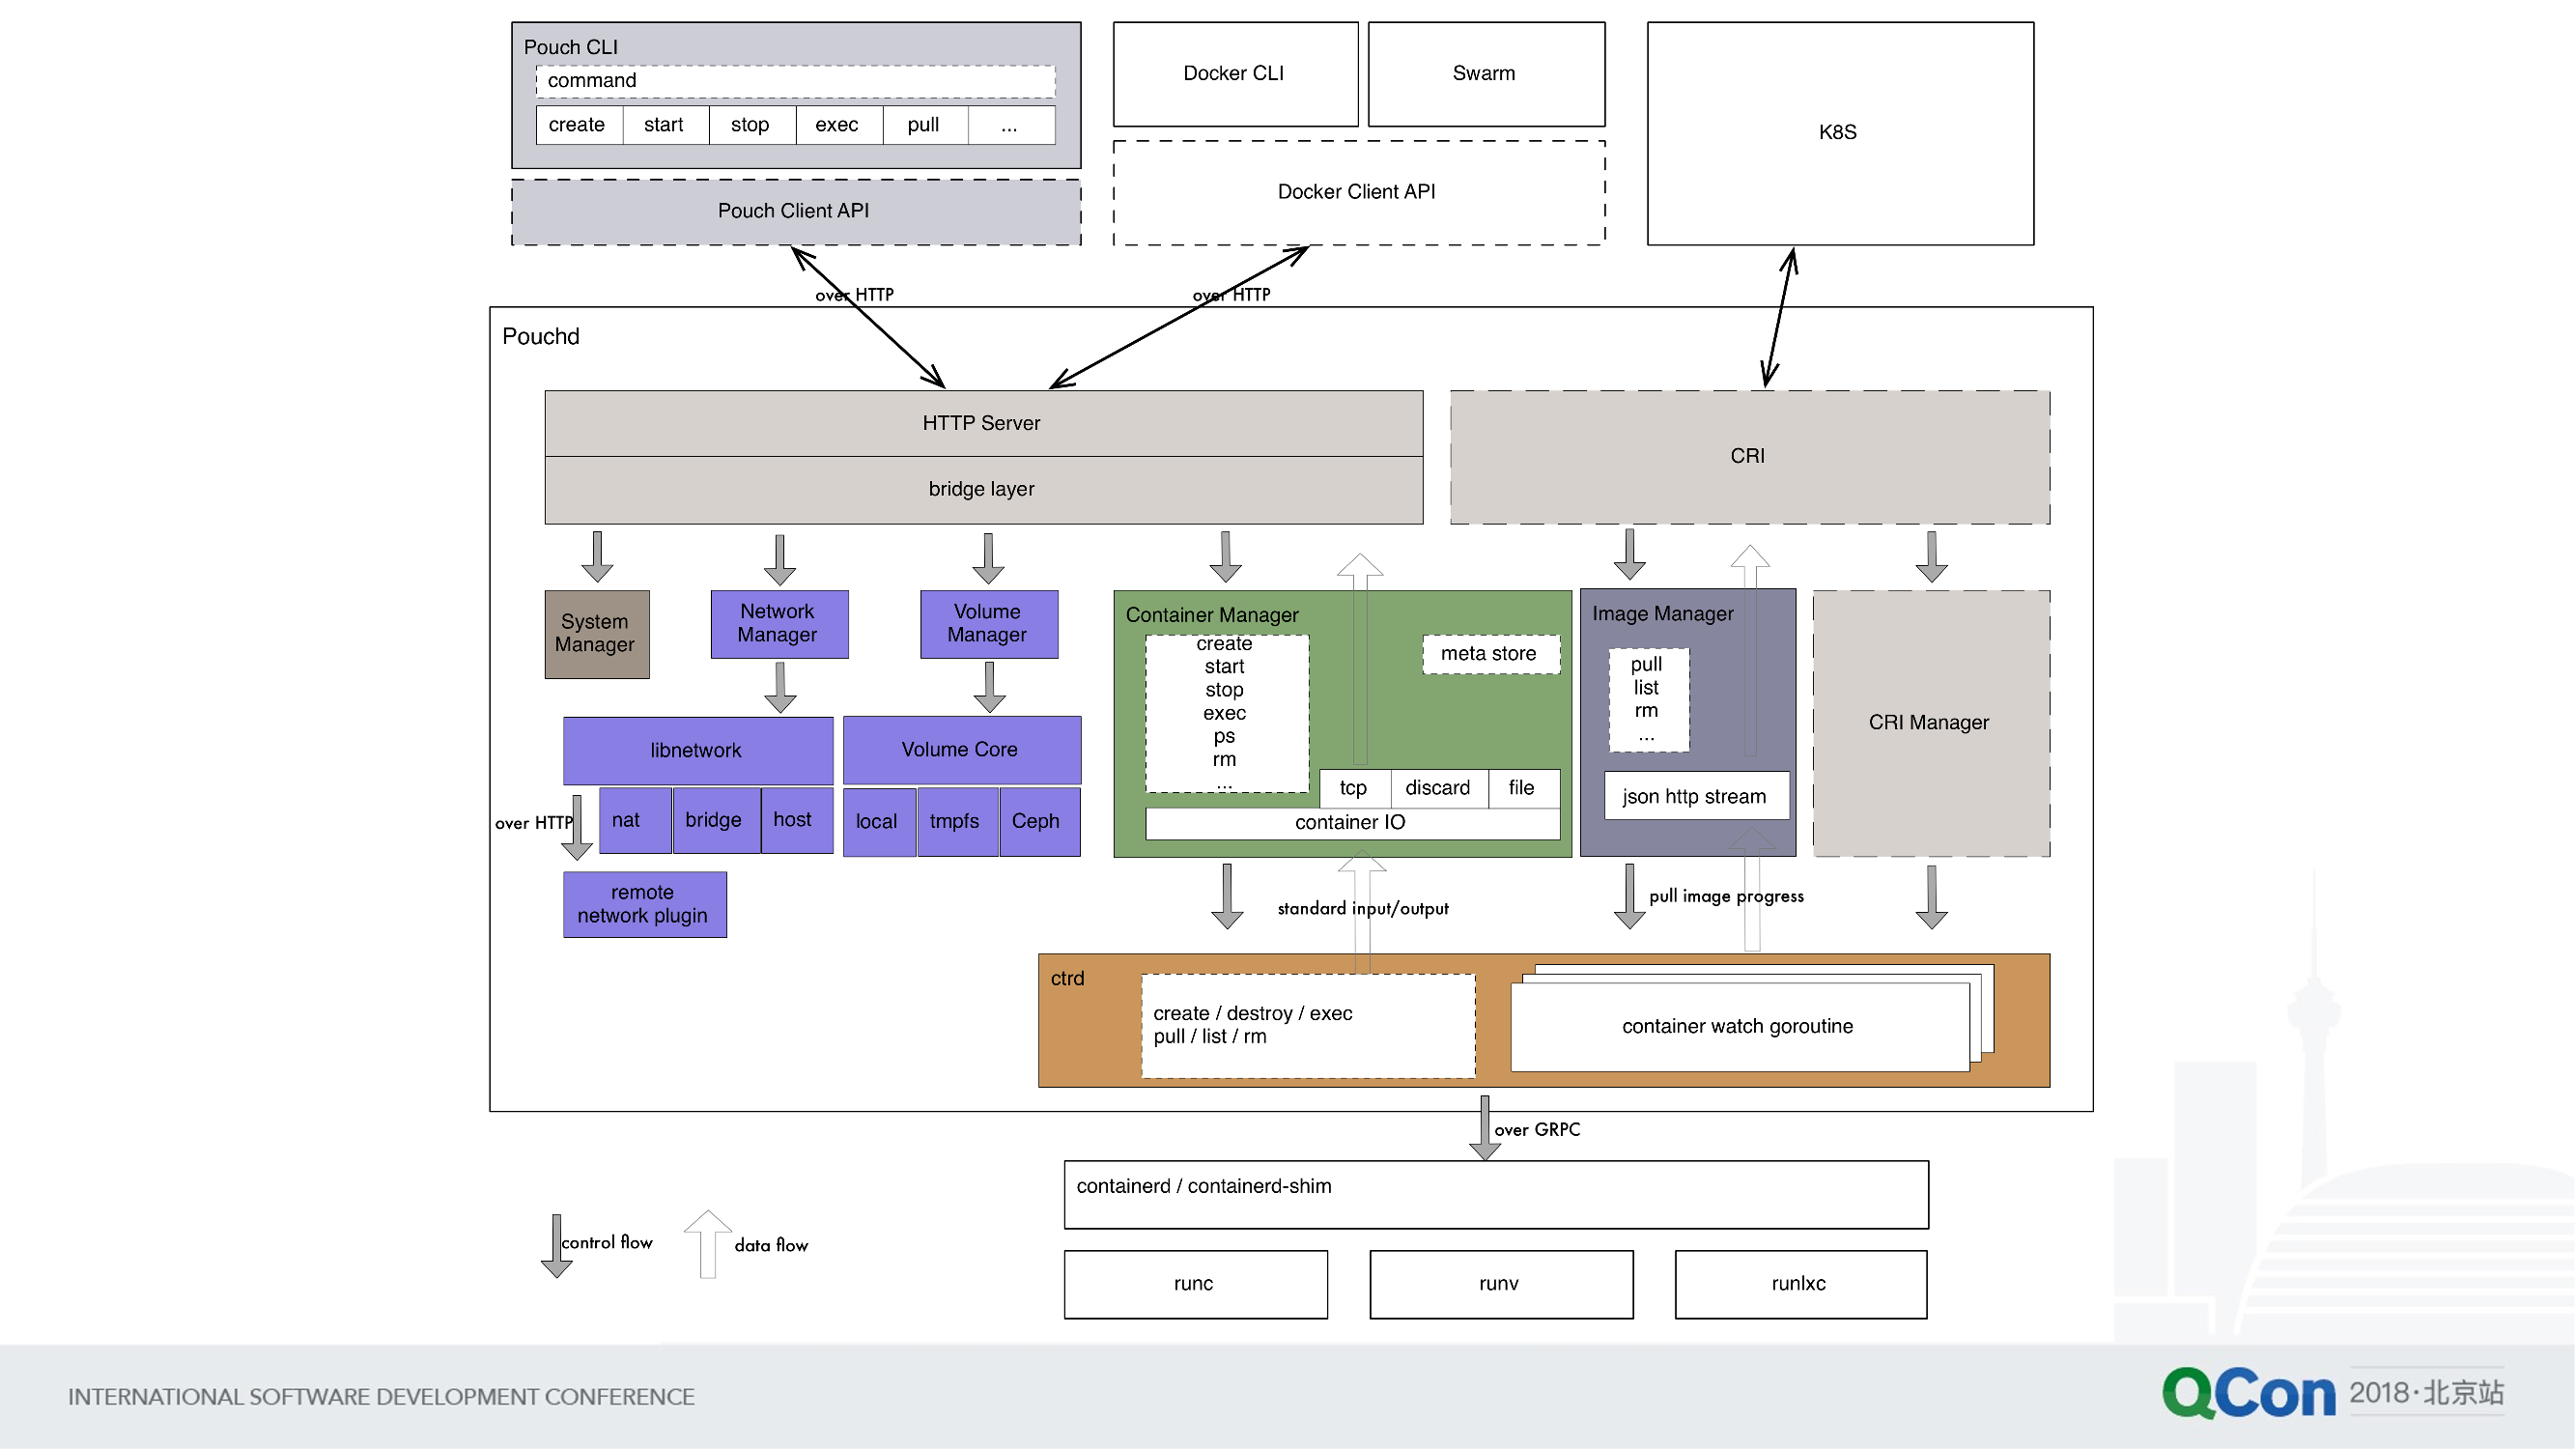 Pouch CLI
command
create
start
stop
exec
pull
...
Pouch Client API
Docker CLI
Swarm
Docker Client API
K8S
over HTTP
over HTTP
Pouchd
HTTP Server
bridge layer
CRI
System
Manager
Network
Manager
Volume
Manager
libnetwork
Volume Core
over HTTP
nat
bridge
host
local
tmpfs
Ceph
remote
network plugin
Container Manager
create
start
stop
exec
ps
rm
...
meta store
tcp
discard
file
container IO
Image Manager
pull
list
rm
...
json http stream
CRI Manager
standard input/output
pull image progress
ctrd
create / destroy / exec
pull / list / rm
container watch goroutine
over GRPC
containerd / containerd-shim
control flow
data flow
runc
runv
runlxc
INTERNATIONAL SOFTWARE DEVELOPMENT CONFERENCE
QCon
2018·北京站